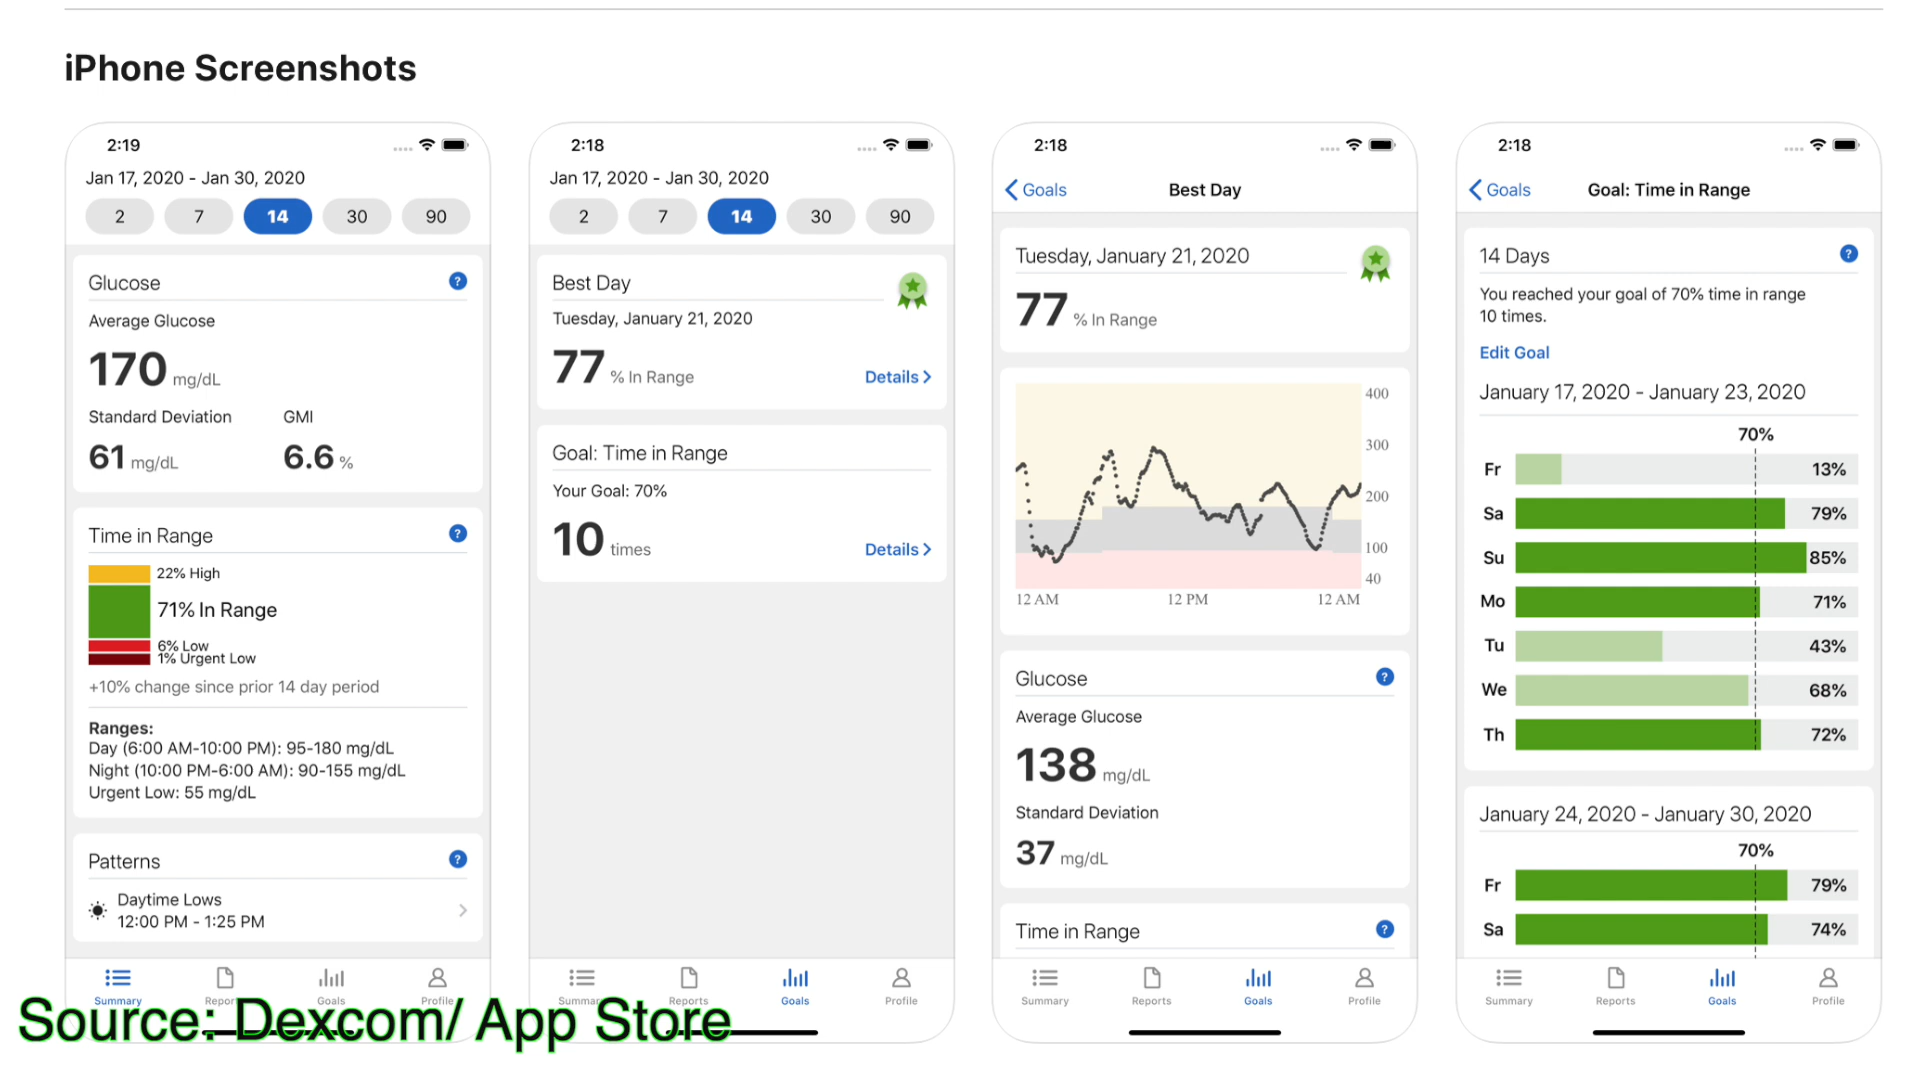 iPhone Screenshots
2:19
Jan 17, 2020 - Jan 30, 2020
2 7 14 30 90
Glucose ?
Average Glucose
170 mg/dL
Standard Deviation GMI
61 mg/dL 6.6 %
Time in Range ?
22% High
71% In Range
6% Low
1% Urgent Low
+10% change since prior 14 day period
Ranges:
Day (6:00 AM-10:00 PM): 95-180 mg/dL
Night (10:00 PM-6:00 AM): 90-155 mg/dL
Urgent Low: 55 mg/dL
Patterns ?
Daytime Lows
12:00 PM - 1:25 PM
Summary Reports Goals Profile
2:18
Jan 17, 2020 - Jan 30, 2020
2 7 14 30 90
Best Day
Tuesday, January 21, 2020
77 % In Range Details
Goal: Time in Range
Your Goal: 70%
10 times Details
Summary Reports Goals Profile
2:18
Goals Best Day
Tuesday, January 21, 2020
77 % In Range
400
300
200
100
40
12 AM 12 PM 12 AM
Glucose ?
Average Glucose
138 mg/dL
Standard Deviation
37 mg/dL
Time in Range ?
Summary Reports Goals Profile
2:18
Goals Goal: Time in Range
14 Days ?
You reached your goal of 70% time in range
10 times.
Edit Goal
January 17, 2020 - January 23, 2020
70%
Fr 13%
Sa 79%
Su 85%
Mo 71%
Tu 43%
We 68%
Th 72%
January 24, 2020 - January 30, 2020
70%
Fr 79%
Sa 74%
Summary Reports Goals Profile
Source: Dexcom/ App Store